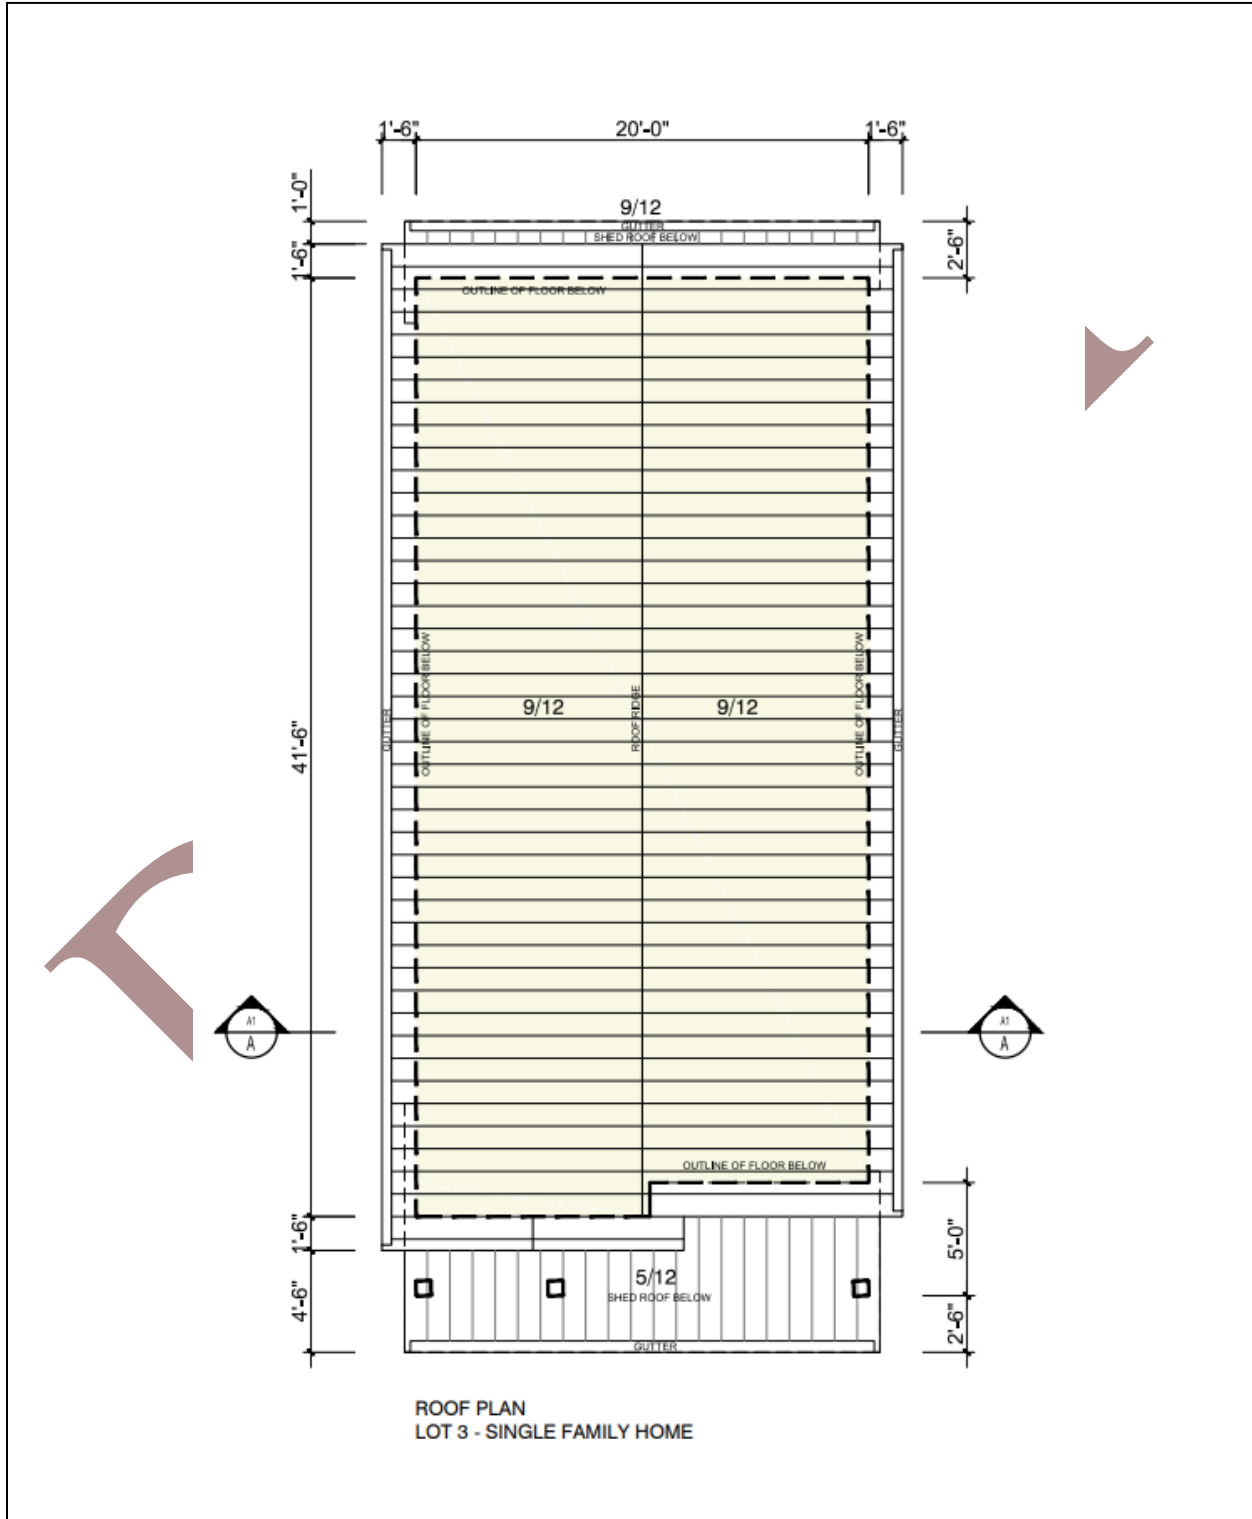 1'-6" 20'-0" 1'-6"
1'-0"
9/12
GUTTER
SHED ROOF BELOW
1'-6"
2'-6"
OUTLINE OF FLOOR BELOW
OUTLINE OF FLOOR BELOW
ROOF RIDGE
OUTLINE OF FLOOR BELOW
9/12 9/12
GUTTER
GUTTER
41'-6"
A1
A
A1
A
OUTLINE OF FLOOR BELOW
1'-6"
5'-0"
5/12
SHED ROOF BELOW
4'-6"
2'-6"
GUTTER
ROOF PLAN
LOT 3 - SINGLE FAMILY HOME